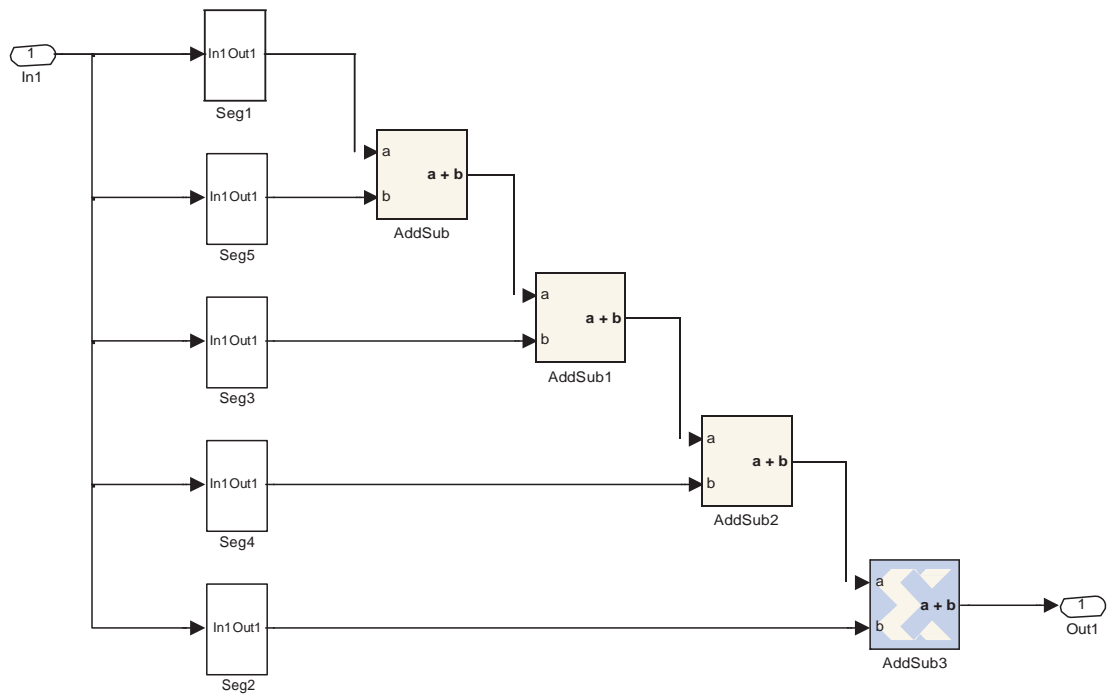 1
In1
In1 Out1
Seg1
In1 Out1
Seg5
a
b
a + b
AddSub
In1 Out1
Seg3
a
b
a + b
AddSub1
In1 Out1
Seg4
a
b
a + b
AddSub2
In1 Out1
Seg2
a
b
a + b
AddSub3
1
Out1